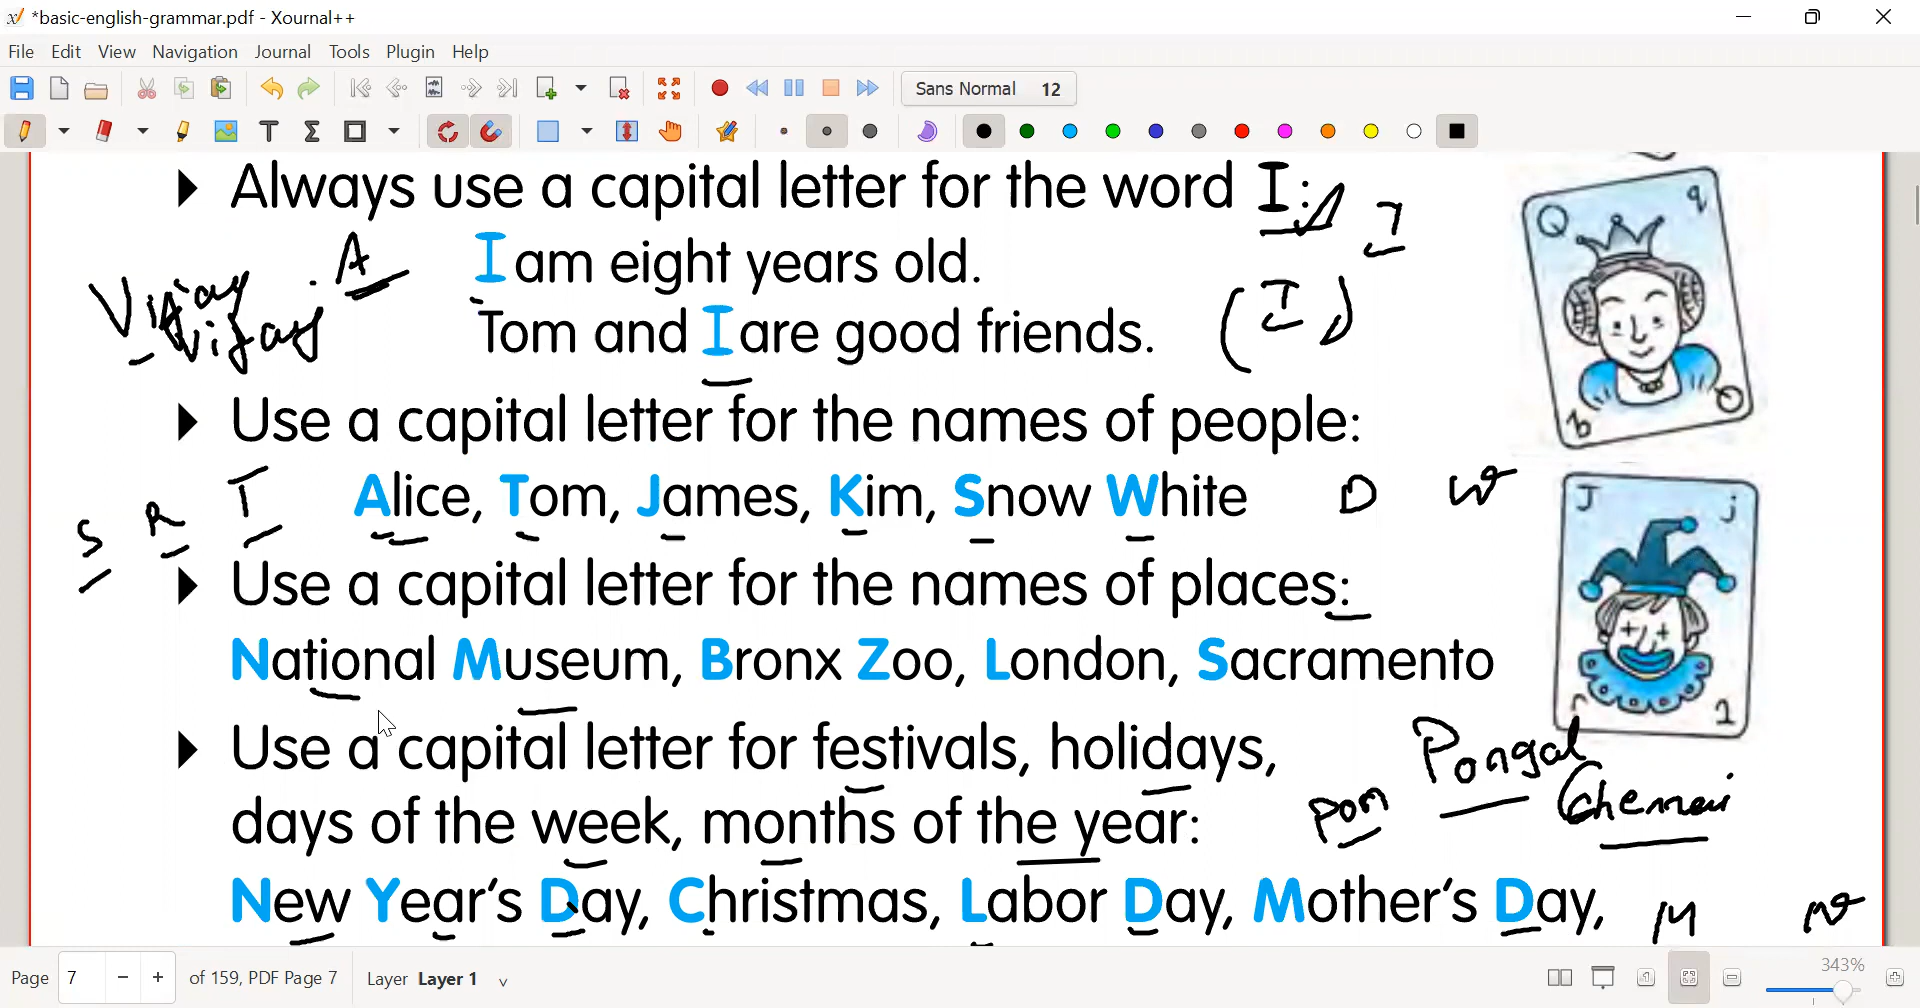 *basic-english-grammar.pdf - Xournal++
File Edit View Navigation Journal Tools Plugin Help
Sans Normal 12
Always use a capital letter for the word I:
I
A I am eight years old.
Vijay
Vijay Tom and I are good friends. (I)
Use a capital letter for the names of people:
S R T Alice, Tom, James, Kim, Snow White D W
Use a capital letter for the names of places:
National Museum, Bronx Zoo, London, Sacramento
Use a capital letter for festivals, holidays, Pongal
days of the week, months of the year: Pon Chennai
New Year's Day, Christmas, Labor Day, Mother's Day, M
Q q
q Q
J j
J
Page 7 − + of 159, PDF Page 7 Layer Layer 1 343%